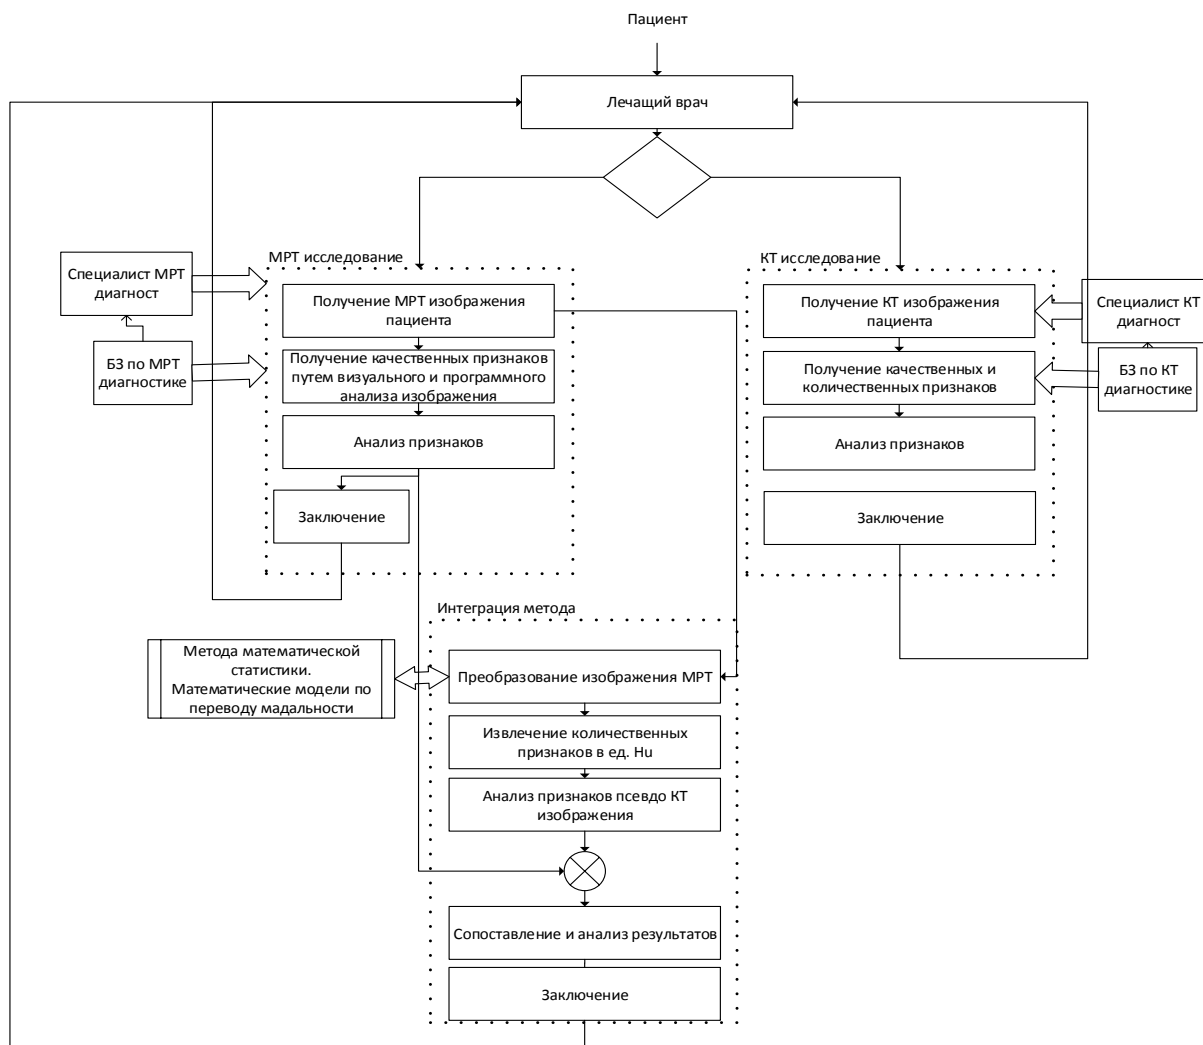 Пациент
Лечащий врач
МРТ исследование
КТ исследование
Специалист МРТ
диагност
Получение МРТ изображения
пациента
Получение КТ изображения
пациента
Специалист КТ
диагност
БЗ по МРТ
диагностике
Получение качественных признаков
путем визуального и программного
анализа изображения
Получение качественных и
количественных признаков
БЗ по КТ
диагностике
Анализ признаков
Анализ признаков
Заключение
Заключение
Интеграция метода
Метода математической
статистики.
Математические модели по
переводу мадальности
Преобразование изображения МРТ
Извлечение количественных
признаков в ед. Hu
Анализ признаков псевдо КТ
изображения
Сопоставление и анализ результатов
Заключение